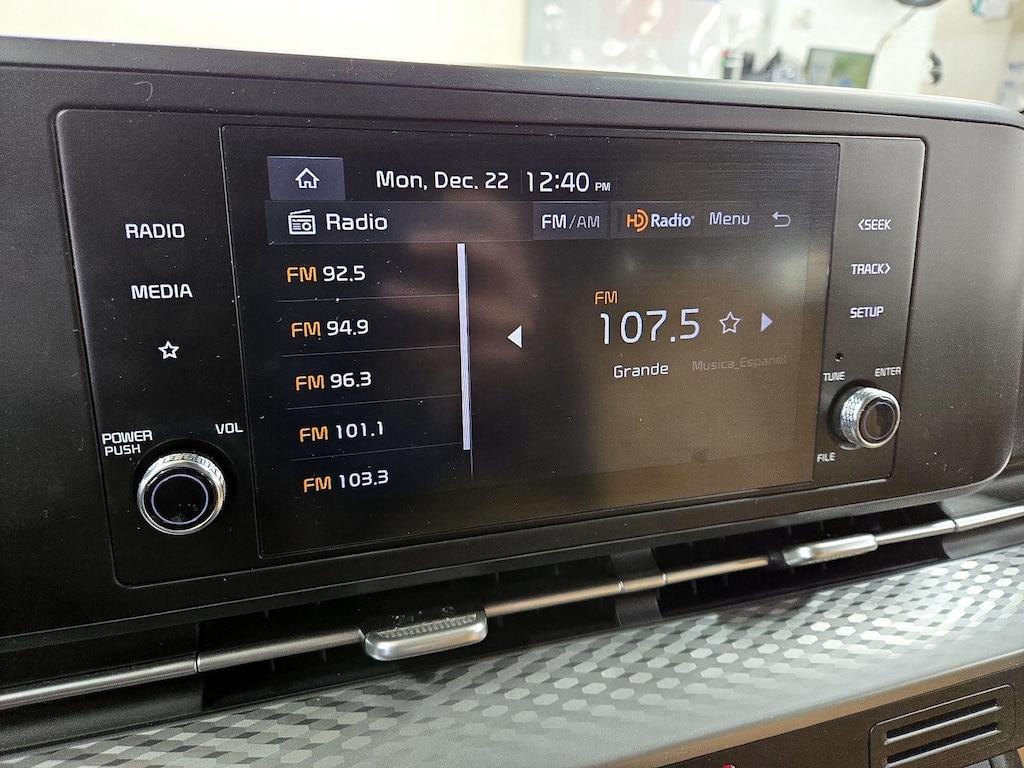 Mon, Dec. 22 12:40 PM
Radio FM/AM HD Radio Menu
FM 92.5
FM 94.9
FM 96.3
FM 101.1
FM 103.3
FM
107.5
Grande Musica_Espanel
RADIO
MEDIA
POWER PUSH
VOL
<SEEK
TRACK>
SETUP
TUNE
ENTER
FILE